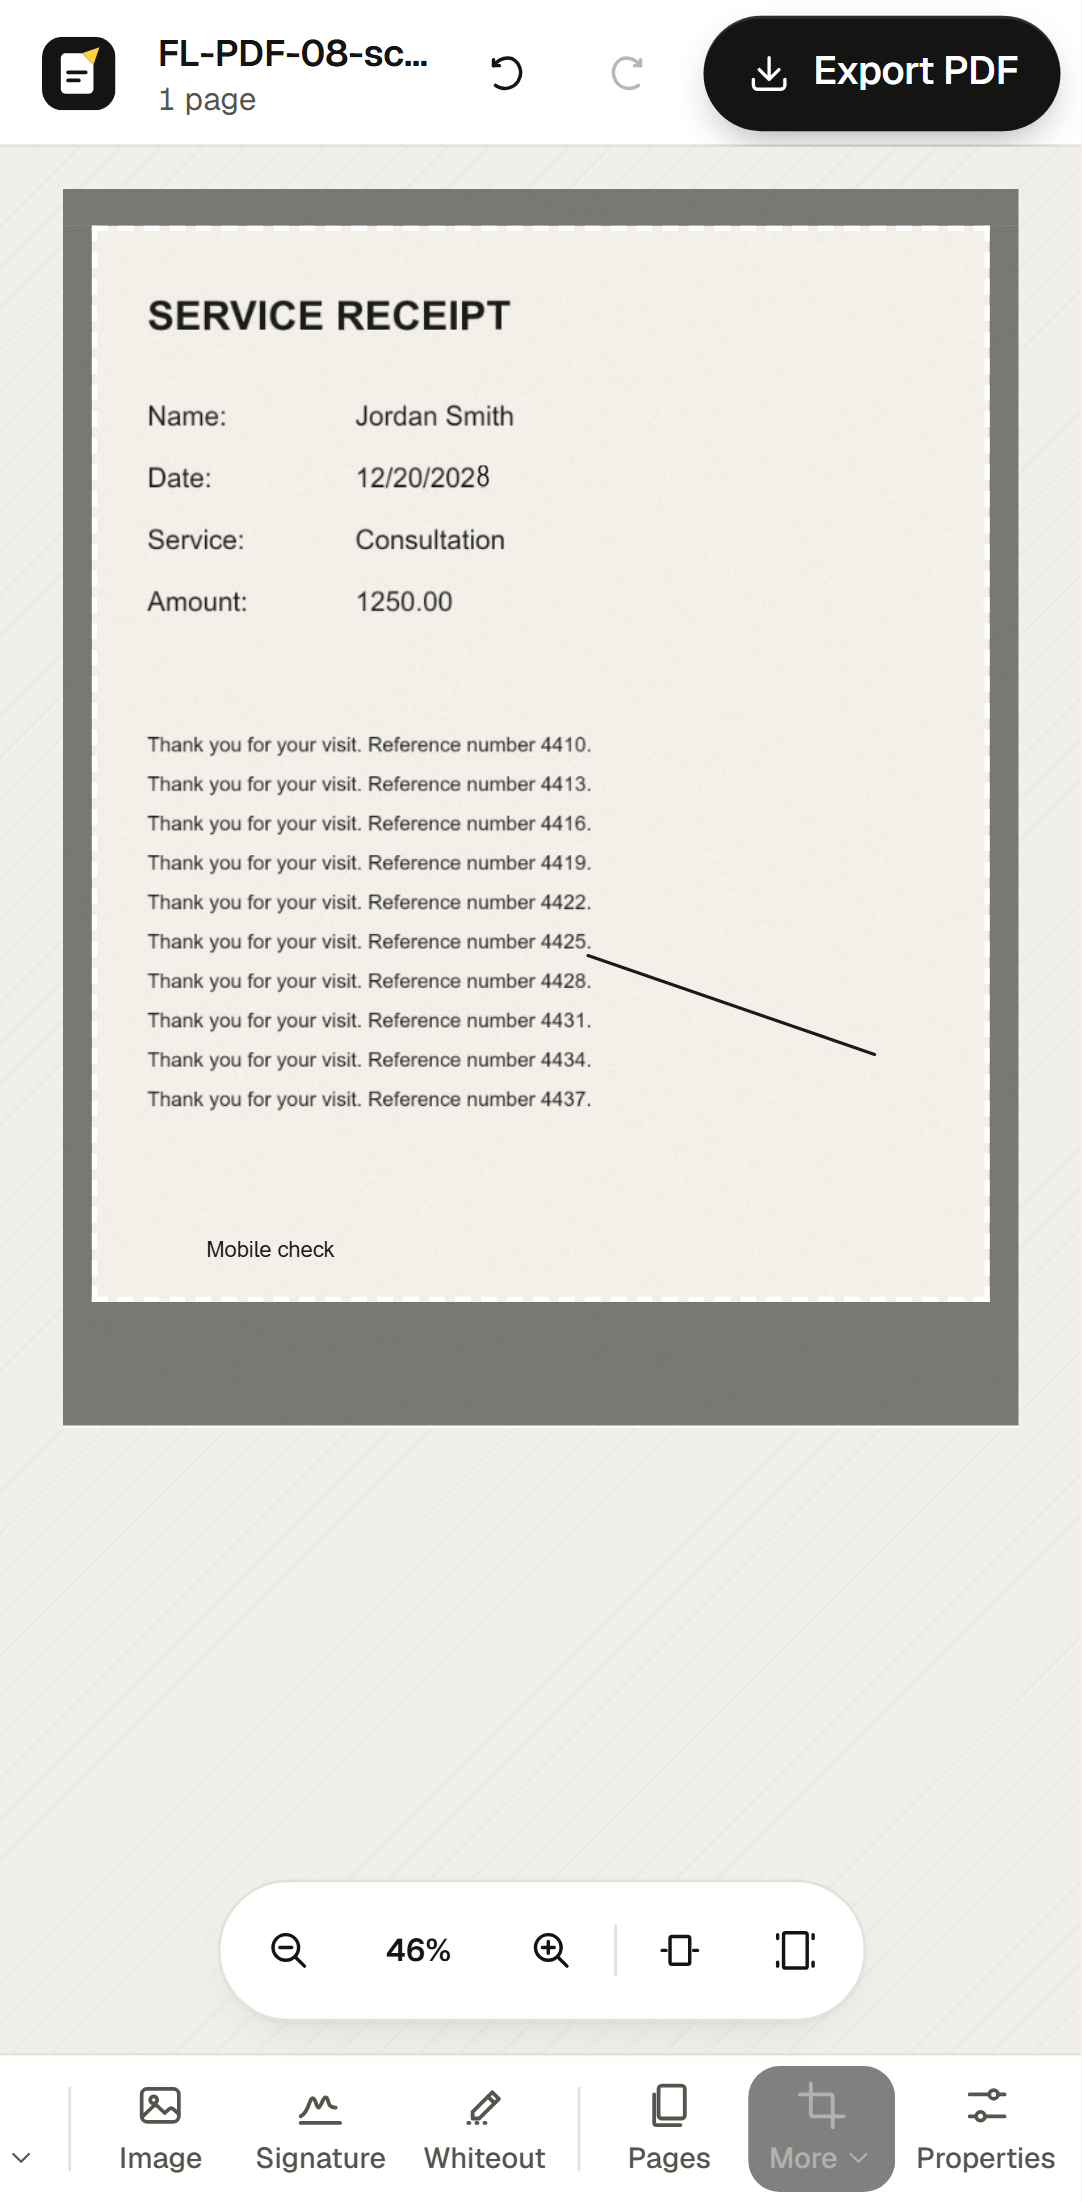 FL-PDF-08-sc...
1 page
Export PDF
SERVICE RECEIPT
Name: Jordan Smith
Date: 12/20/2028
Service: Consultation
Amount: 1250.00
Thank you for your visit. Reference number 4410.
Thank you for your visit. Reference number 4413.
Thank you for your visit. Reference number 4416.
Thank you for your visit. Reference number 4419.
Thank you for your visit. Reference number 4422.
Thank you for your visit. Reference number 4425.
Thank you for your visit. Reference number 4428.
Thank you for your visit. Reference number 4431.
Thank you for your visit. Reference number 4434.
Thank you for your visit. Reference number 4437.
Mobile check
46%
Image Signature Whiteout Pages More Properties